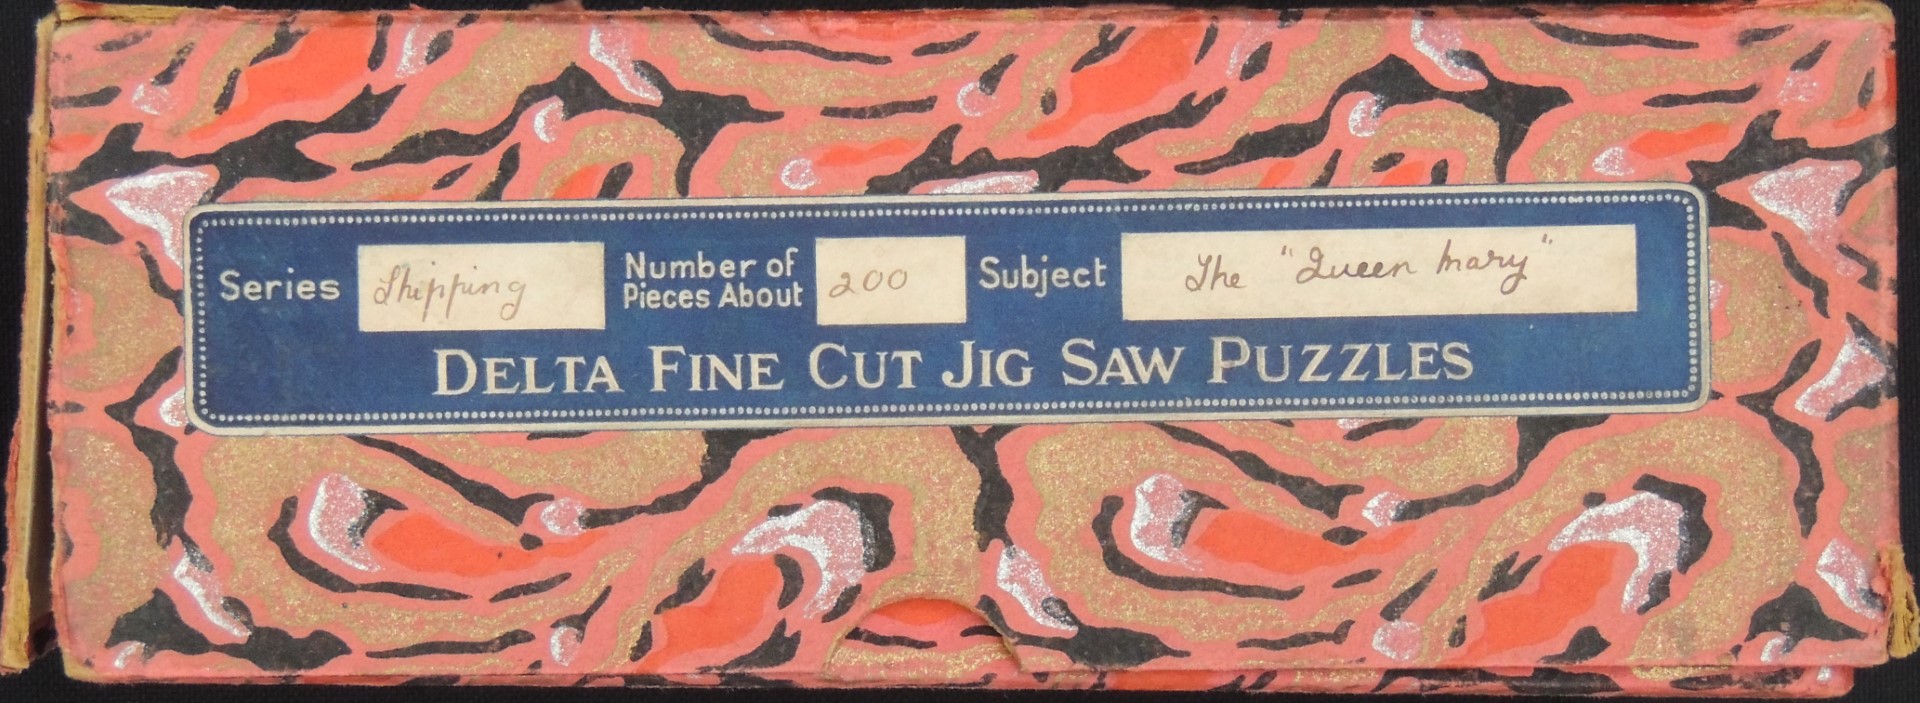 Series Shipping Number of Pieces About 200 Subject The "Queen Mary"
DELTA FINE CUT JIG SAW PUZZLES